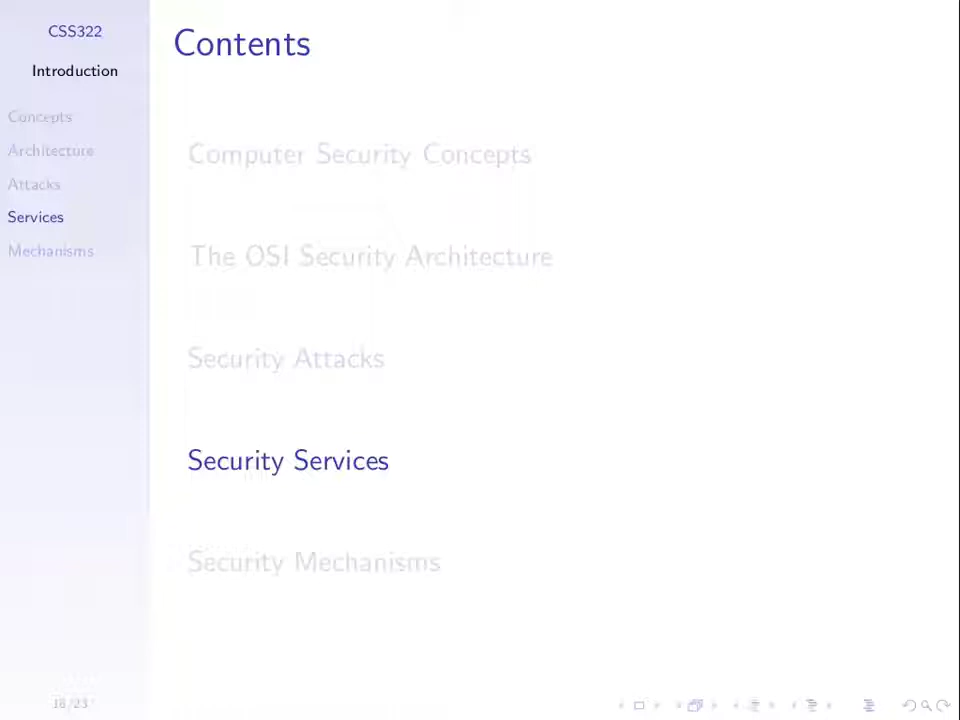 CSS322
Introduction
Concepts
Architecture
Attacks
Services
Mechanisms
Contents
Computer Security Concepts
The OSI Security Architecture
Security Attacks
Security Services
Security Mechanisms
18/23